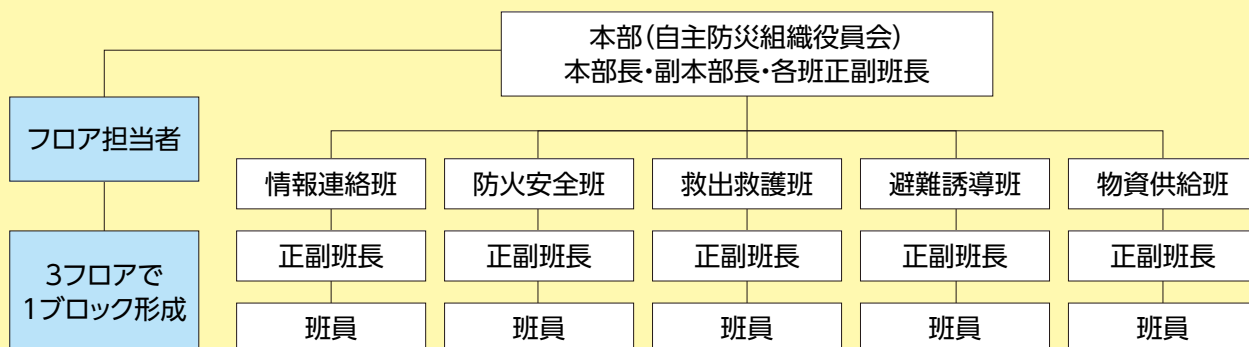 本部(自主防災組織役員会)
本部長・副本部長・各班正副班長
フロア担当者
3フロアで
1ブロック形成
情報連絡班
防火安全班
救出救護班
避難誘導班
物資供給班
正副班長
正副班長
正副班長
正副班長
正副班長
班員
班員
班員
班員
班員